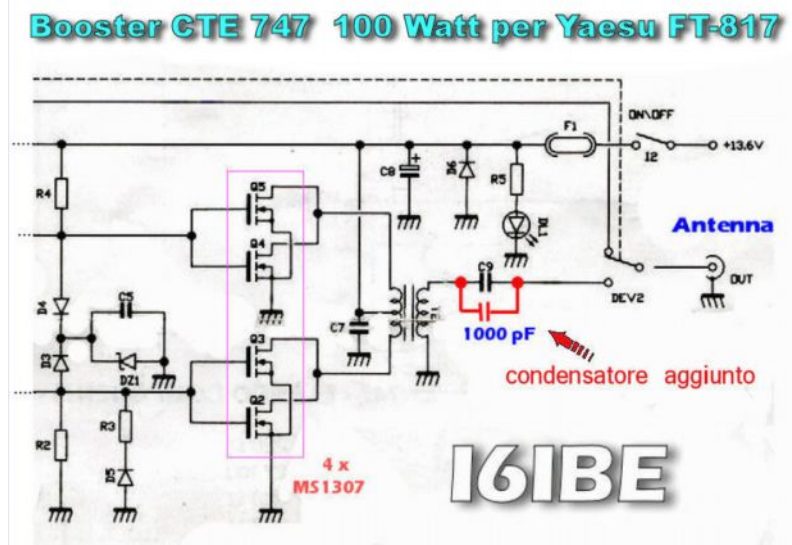 Booster CTE 747 100 Watt per Yaesu FT-817
ON\OFF
F1
I2
+13.6V
C8
+
D6
R5
DL1
R4
Q5
Q4
Antenna
OUT
DEV2
C9
1000 pF
condensatore aggiunto
D4
C5
C7
D3
DZ1
Q3
Q2
R2
R3
D5
4 x
MS1307
I6IBE